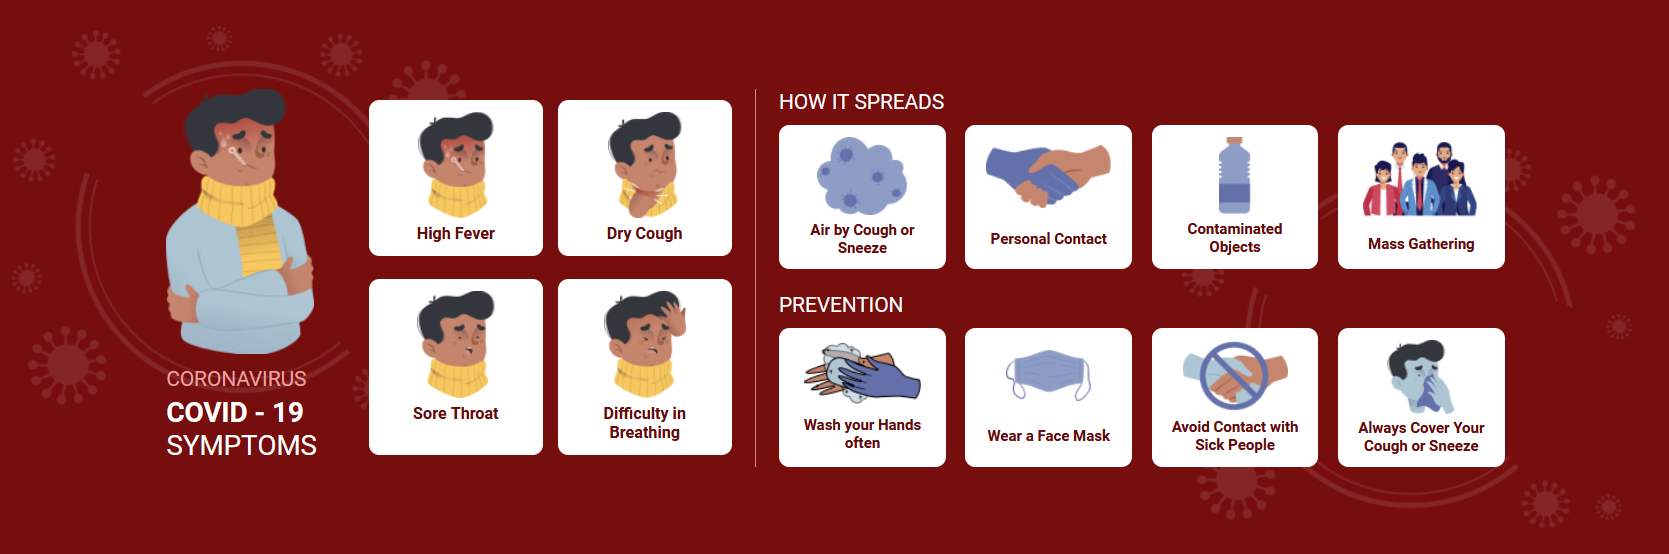 CORONAVIRUS
COVID - 19
SYMPTOMS
High Fever
Dry Cough
Sore Throat
Difficulty in
Breathing
HOW IT SPREADS
Air by Cough or
Sneeze
Personal Contact
Contaminated
Objects
Mass Gathering
PREVENTION
Wash your Hands
often
Wear a Face Mask
Avoid Contact with
Sick People
Always Cover Your
Cough or Sneeze